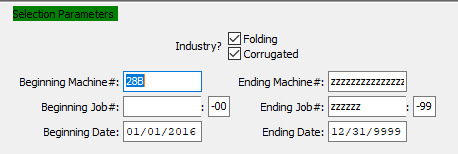 Selection Parameters
Industry? Folding
Corrugated
Beginning Machine#: 28B Ending Machine#: zzzzzzzzzzzzzzz
Beginning Job#: : -00 Ending Job#: zzzzzz : -99
Beginning Date: 01/01/2016 Ending Date: 12/31/9999